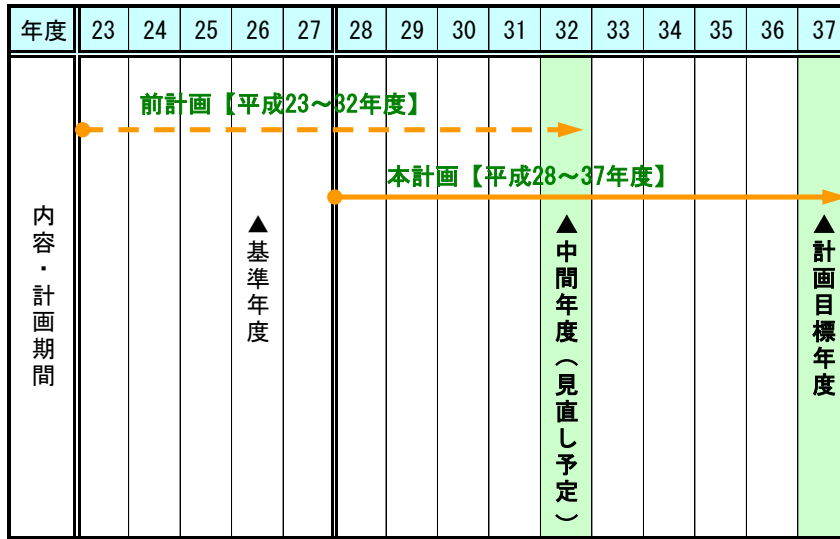 年度 23 24 25 26 27 28 29 30 31 32 33 34 35 36 37
前計画【平成23～32年度】
本計画【平成28～37年度】
内容・計画期間
▲基準年度
▲中間年度（見直し予定）
▲計画目標年度